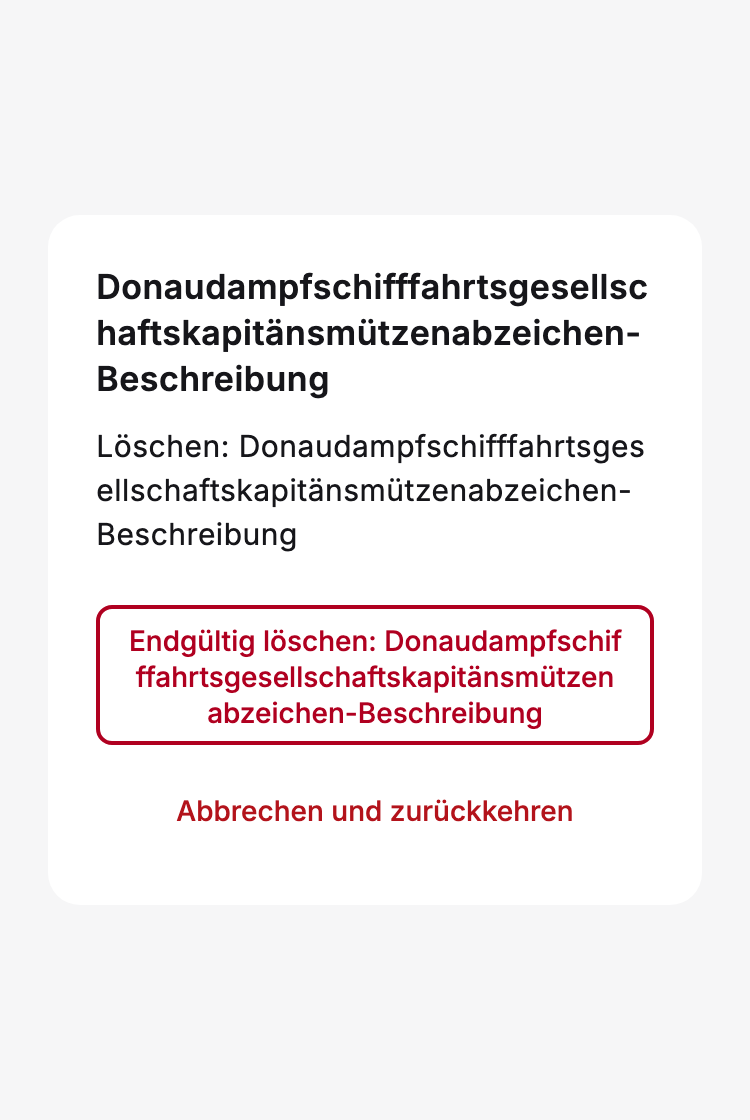 Donaudampfschifffahrtsgesellsc
haftskapitänsmützenabzeichen-
Beschreibung
Löschen: Donaudampfschifffahrtsges
ellschaftskapitänsmützenabzeichen-
Beschreibung
Endgültig löschen: Donaudampfschif
ffahrtsgesellschaftskapitänsmützen
abzeichen-Beschreibung
Abbrechen und zurückkehren